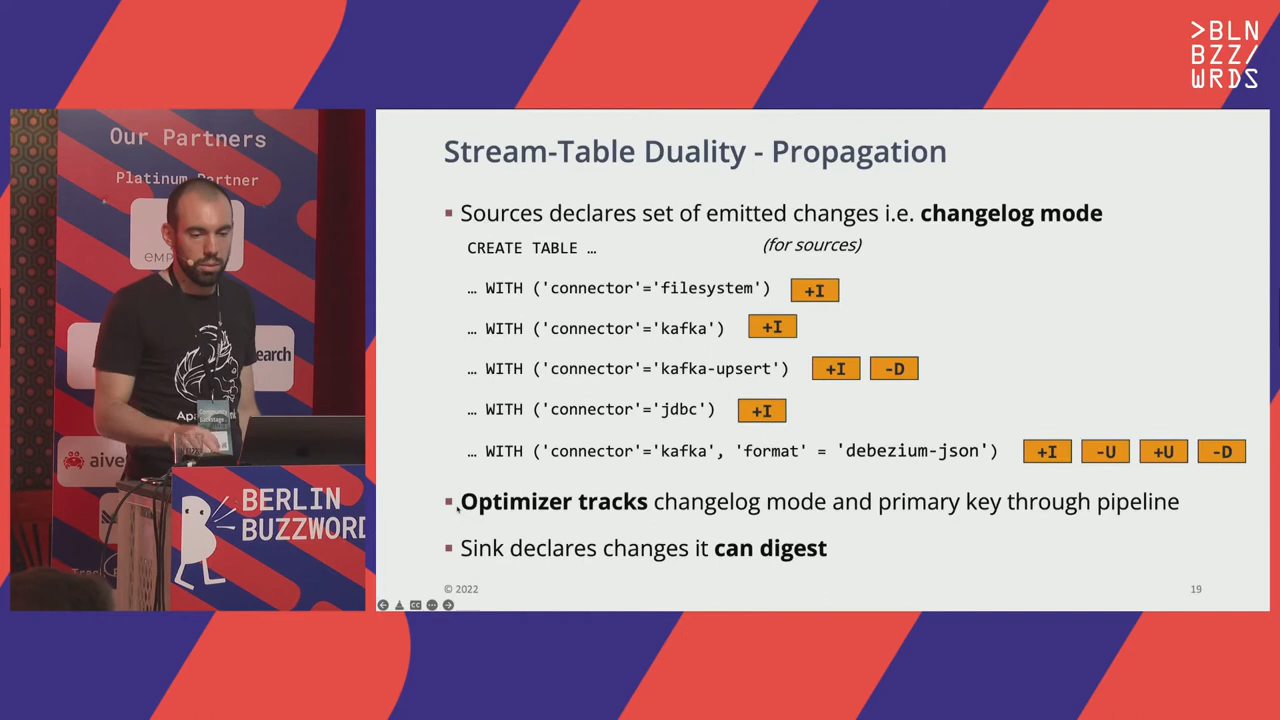 >BLN
BZZ/
WRDS
Our Partners
Platinum Partner
Stream-Table Duality - Propagation
▪ Sources declares set of emitted changes i.e. changelog mode
CREATE TABLE …
(for sources)
… WITH ('connector'='filesystem') +I
… WITH ('connector'='kafka') +I
… WITH ('connector'='kafka-upsert') +I -D
… WITH ('connector'='jdbc') +I
… WITH ('connector'='kafka', 'format' = 'debezium-json') +I -U +U -D
▪ Optimizer tracks changelog mode and primary key through pipeline
▪ Sink declares changes it can digest
© 2022
19
earch
aive
BERLIN
BUZZWORD
CC